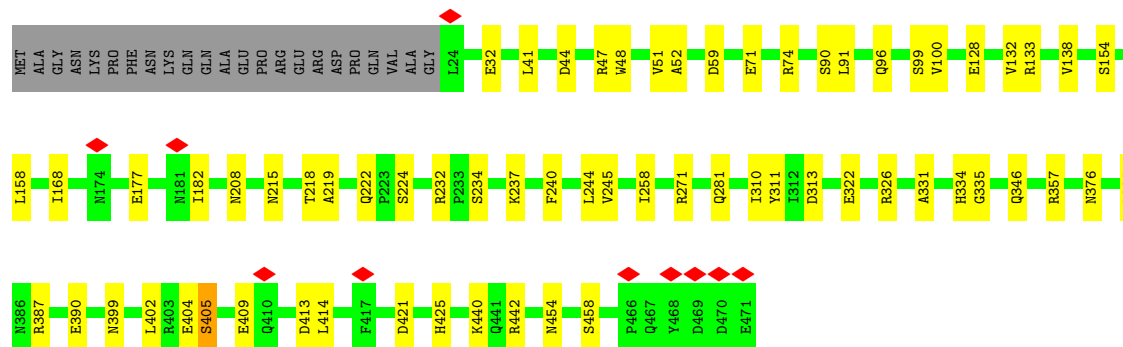 MET ALA GLY ASN LYS PRO PHE ASN LYS GLN GLN ALA GLU PRO ARG GLU ARG ASP PRO GLN VAL ALA GLY L24 E32 L41 D44 R47 W48 V51 A52 D59 E71 R74 S90 L91 Q96 S99 V100 E128 V132 R133 V138 S154
L158 I168 N174 E177 N181 I182 N208 N215 T218 A219 Q222 P223 S224 R232 P233 S234 K237 F240 L244 V245 I258 R271 Q281 I310 Y311 I312 D313 E322 R326 A331 H334 G335 Q346 R357 N376
N386 R387 E390 N399 L402 R403 E404 S405 E409 Q410 D413 L414 F417 D421 H425 K440 Q441 R442 N454 S458 P466 Q467 Y468 D469 D470 E471